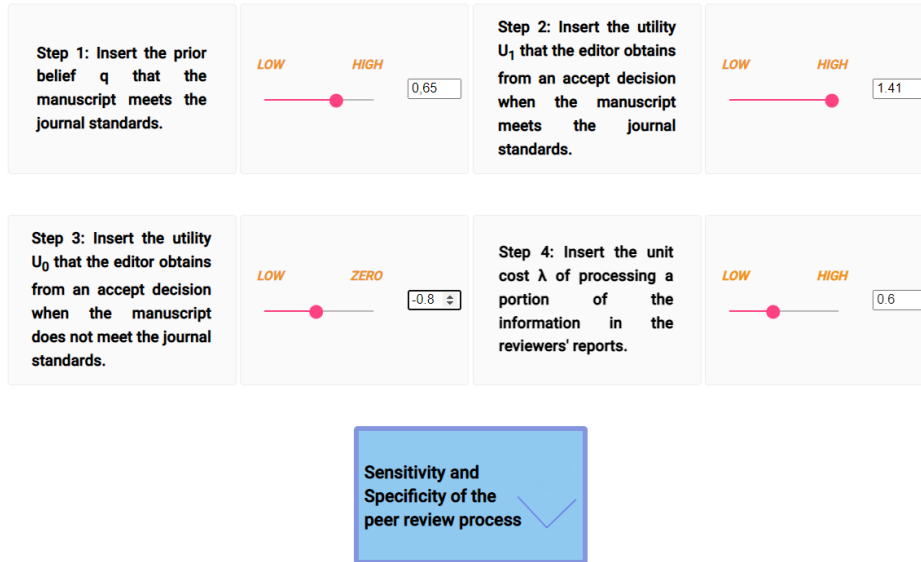 Step 1: Insert the prior
belief q that the
manuscript meets the
journal standards.
LOW HIGH
0,65
Step 2: Insert the utility
U1 that the editor obtains
from an accept decision
when the manuscript
meets the journal
standards.
LOW HIGH
1.41
Step 3: Insert the utility
U0 that the editor obtains
from an accept decision
when the manuscript
does not meet the journal
standards.
LOW ZERO
-0.8
Step 4: Insert the unit
cost λ of processing a
portion of the
information in the
reviewers' reports.
LOW HIGH
0.6
Sensitivity and
Specificity of the
peer review process